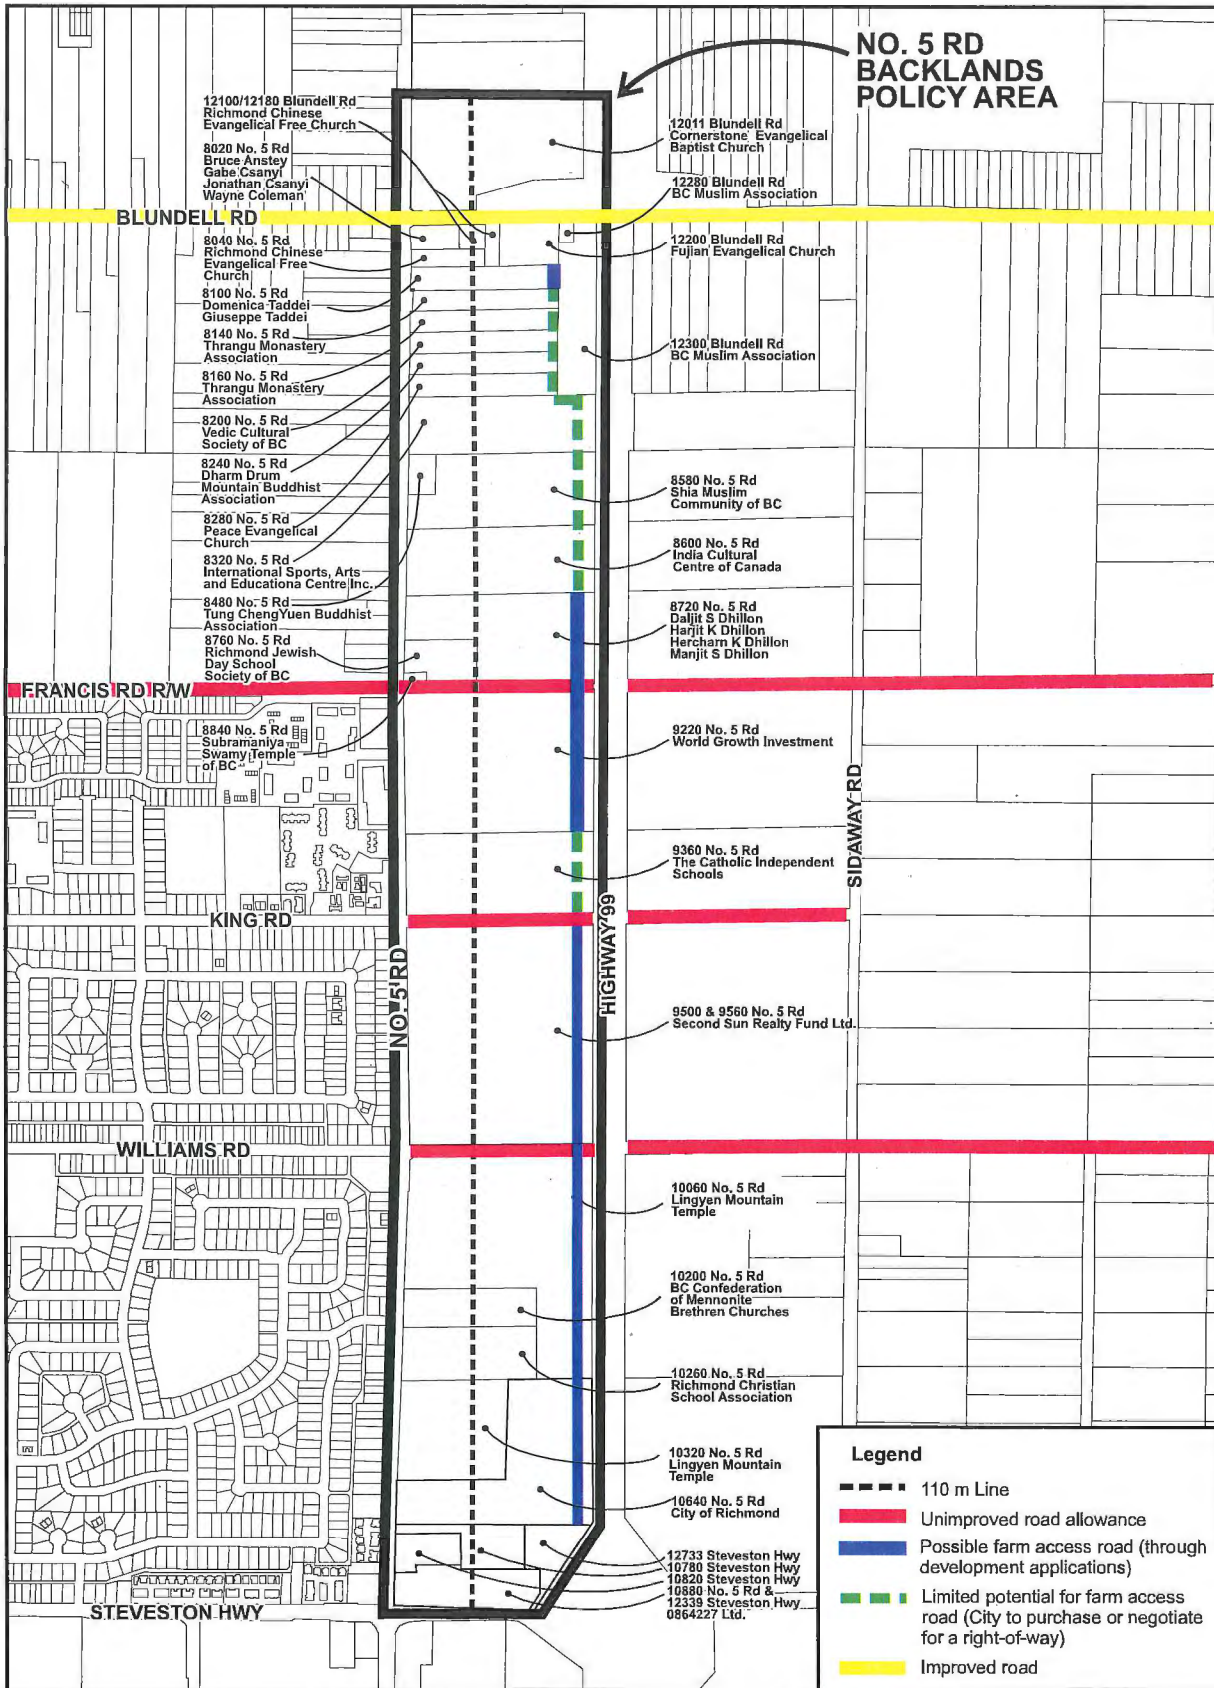 NO. 5 RD
BACKLANDS
POLICY AREA
12100/12180 Blundell Rd
Richmond Chinese
Evangelical Free Church
8020 No. 5 Rd
Bruce Anstey
Gabe Csanyi
Jonathan Csanyi
Wayne Coleman
12011 Blundell Rd
Cornerstone Evangelical
Baptist Church
12280 Blundell Rd
BC Muslim Association
BLUNDELL RD
8040 No. 5 Rd
Richmond Chinese
Evangelical Free
Church
8100 No. 5 Rd
Domenica Taddei
Giuseppe Taddei
8140 No. 5 Rd
Thrangu Monastery
Association
8160 No. 5 Rd
Thrangu Monastery
Association
8200 No. 5 Rd
Vedic Cultural
Society of BC
8240 No. 5 Rd
Dharm Drum
Mountain Buddhist
Association
8280 No. 5 Rd
Peace Evangelical
Church
8320 No. 5 Rd
International Sports, Arts
and Educationa Centre Inc.
8480 No. 5 Rd
Tung ChengYuen Buddhist
Association
8760 No. 5 Rd
Richmond Jewish
Day School
Society of BC
12200 Blundell Rd
Fujian Evangelical Church
12300 Blundell Rd
BC Muslim Association
8580 No. 5 Rd
Shia Muslim
Community of BC
8600 No. 5 Rd
India Cultural
Centre of Canada
8720 No. 5 Rd
Daljit S Dhillon
Harjit K Dhillon
Hercharn K Dhillon
Manjit S Dhillon
FRANCIS RD R/W
8840 No. 5 Rd
Subramaniya
Swamy Temple
of BC
9220 No. 5 Rd
World Growth Investment
SIDAWAY RD
9360 No. 5 Rd
The Catholic Independent
Schools
KING RD
HIGHWAY 99
NO. 5 RD
9500 & 9560 No. 5 Rd
Second Sun Realty Fund Ltd.
WILLIAMS RD
10060 No. 5 Rd
Lingyen Mountain
Temple
10200 No. 5 Rd
BC Confederation
of Mennonite
Brethren Churches
10260 No. 5 Rd
Richmond Christian
School Association
10320 No. 5 Rd
Lingyen Mountain
Temple
10640 No. 5 Rd
City of Richmond
12733 Steveston Hwy
10780 Steveston Hwy
10820 Steveston Hwy
10880 No. 5 Rd &
12339 Steveston Hwy
0864227 Ltd.
STEVESTON HWY
Legend
110 m Line
Unimproved road allowance
Possible farm access road (through
development applications)
Limited potential for farm access
road (City to purchase or negotiate
for a right-of-way)
Improved road